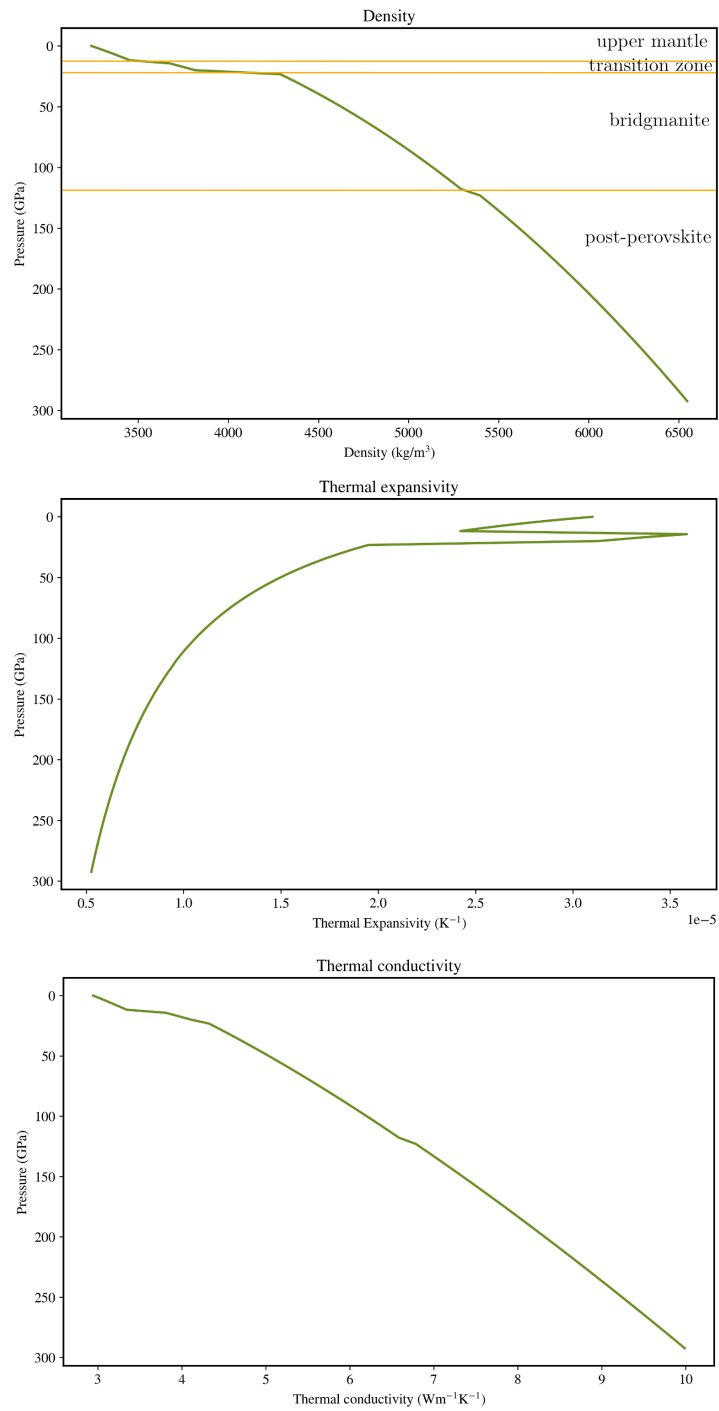 Density
0
50
100
150
200
250
300
Pressure (GPa)
upper mantle
transition zone
bridgmanite
post-perovskite
3500 4000 4500 5000 5500 6000 6500
Density (kg/m³)
Thermal expansivity
0
50
100
150
200
250
300
Pressure (GPa)
0.5 1.0 1.5 2.0 2.5 3.0 3.5
1e−5
Thermal Expansivity (K⁻¹)
Thermal conductivity
0
50
100
150
200
250
300
Pressure (GPa)
3 4 5 6 7 8 9 10
Thermal conductivity (Wm⁻¹K⁻¹)